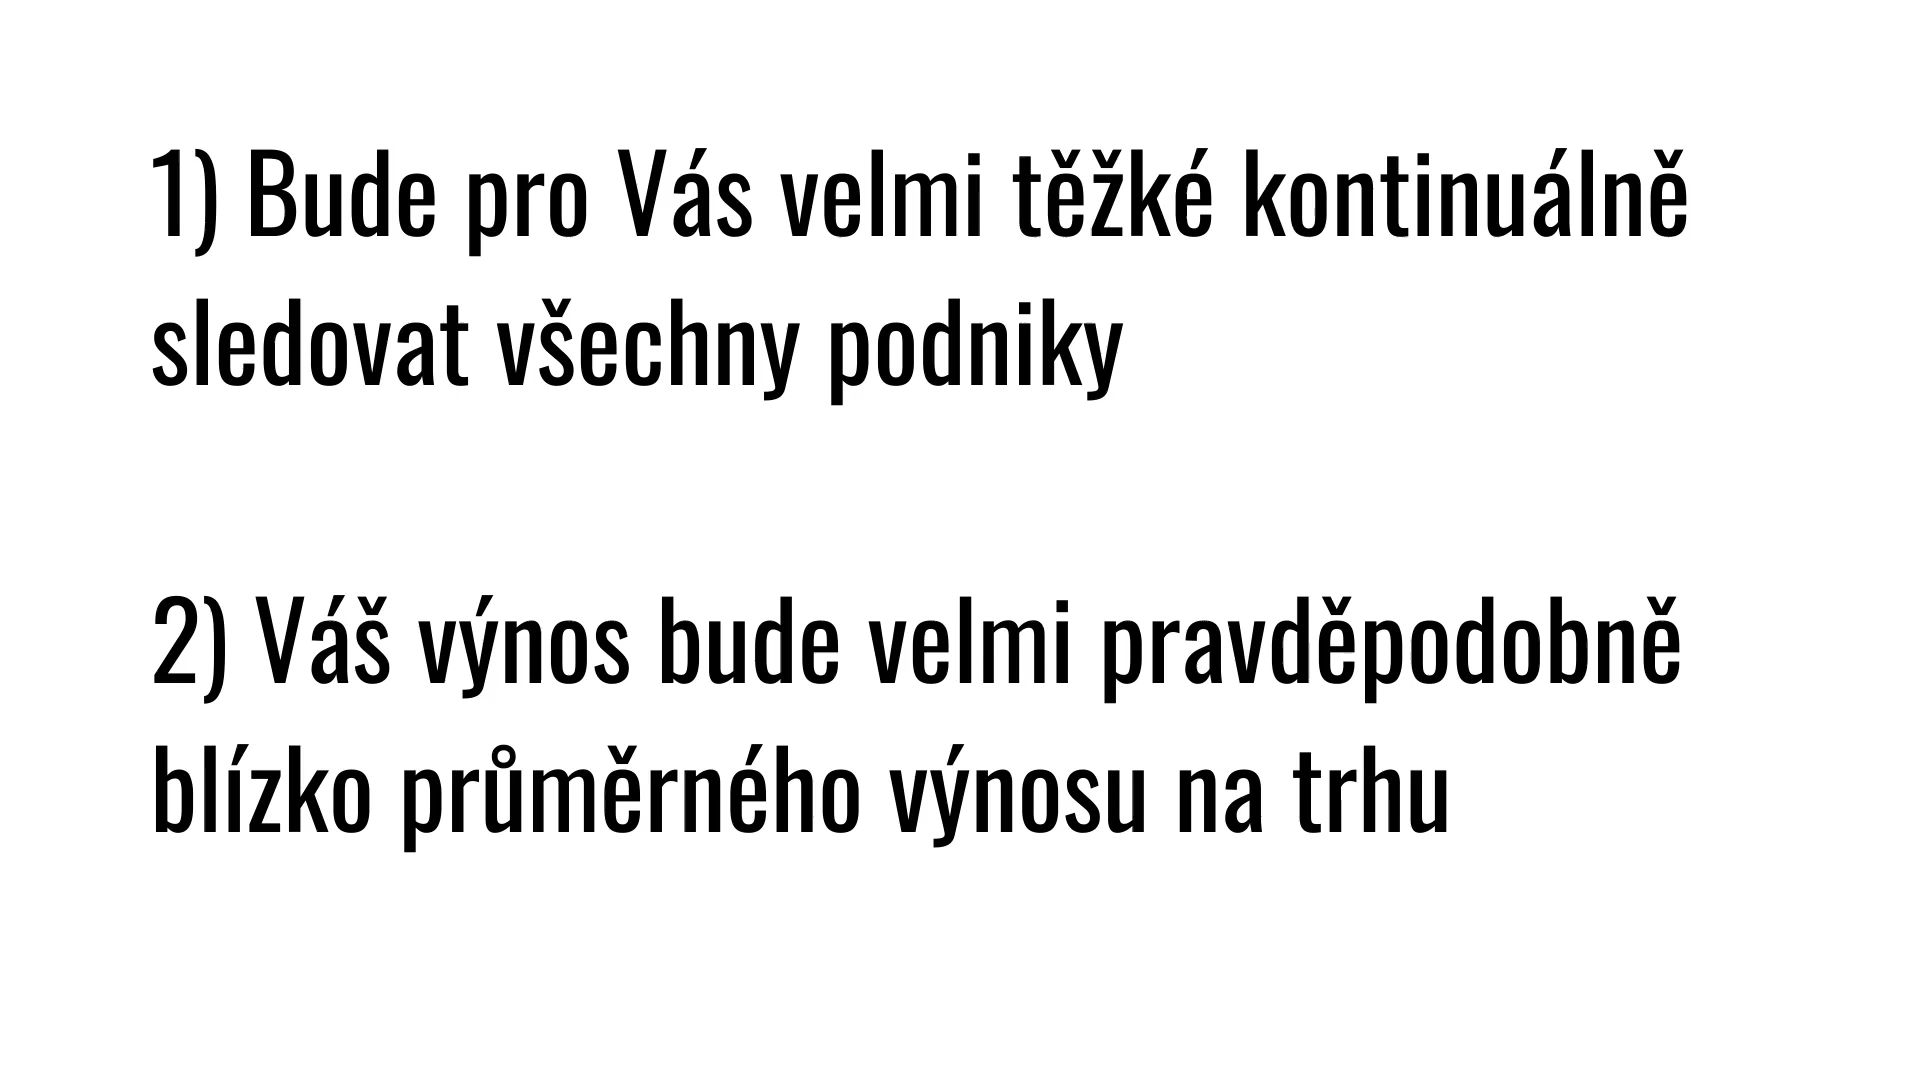 1) Bude pro Vás velmi těžké kontinuálně
sledovat všechny podniky
2) Váš výnos bude velmi pravděpodobně
blízko průměrného výnosu na trhu